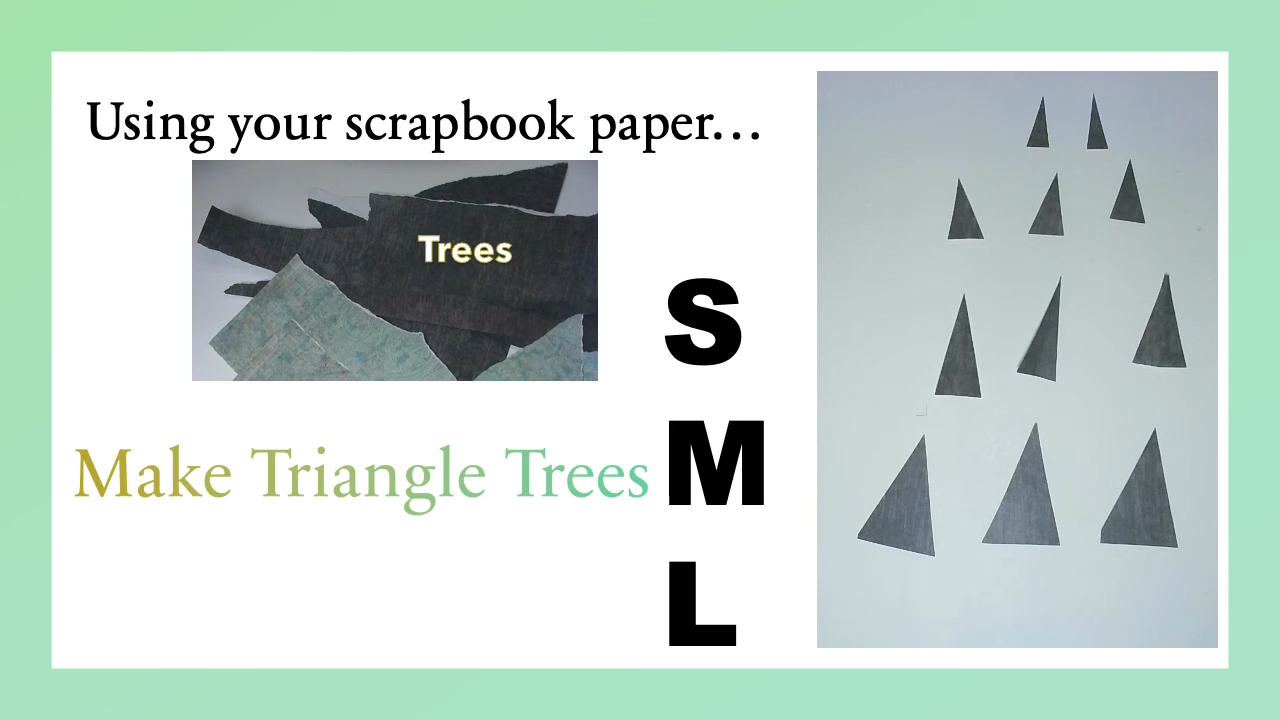 Using your scrapbook paper…
Trees
Make Triangle Trees
S
M
L